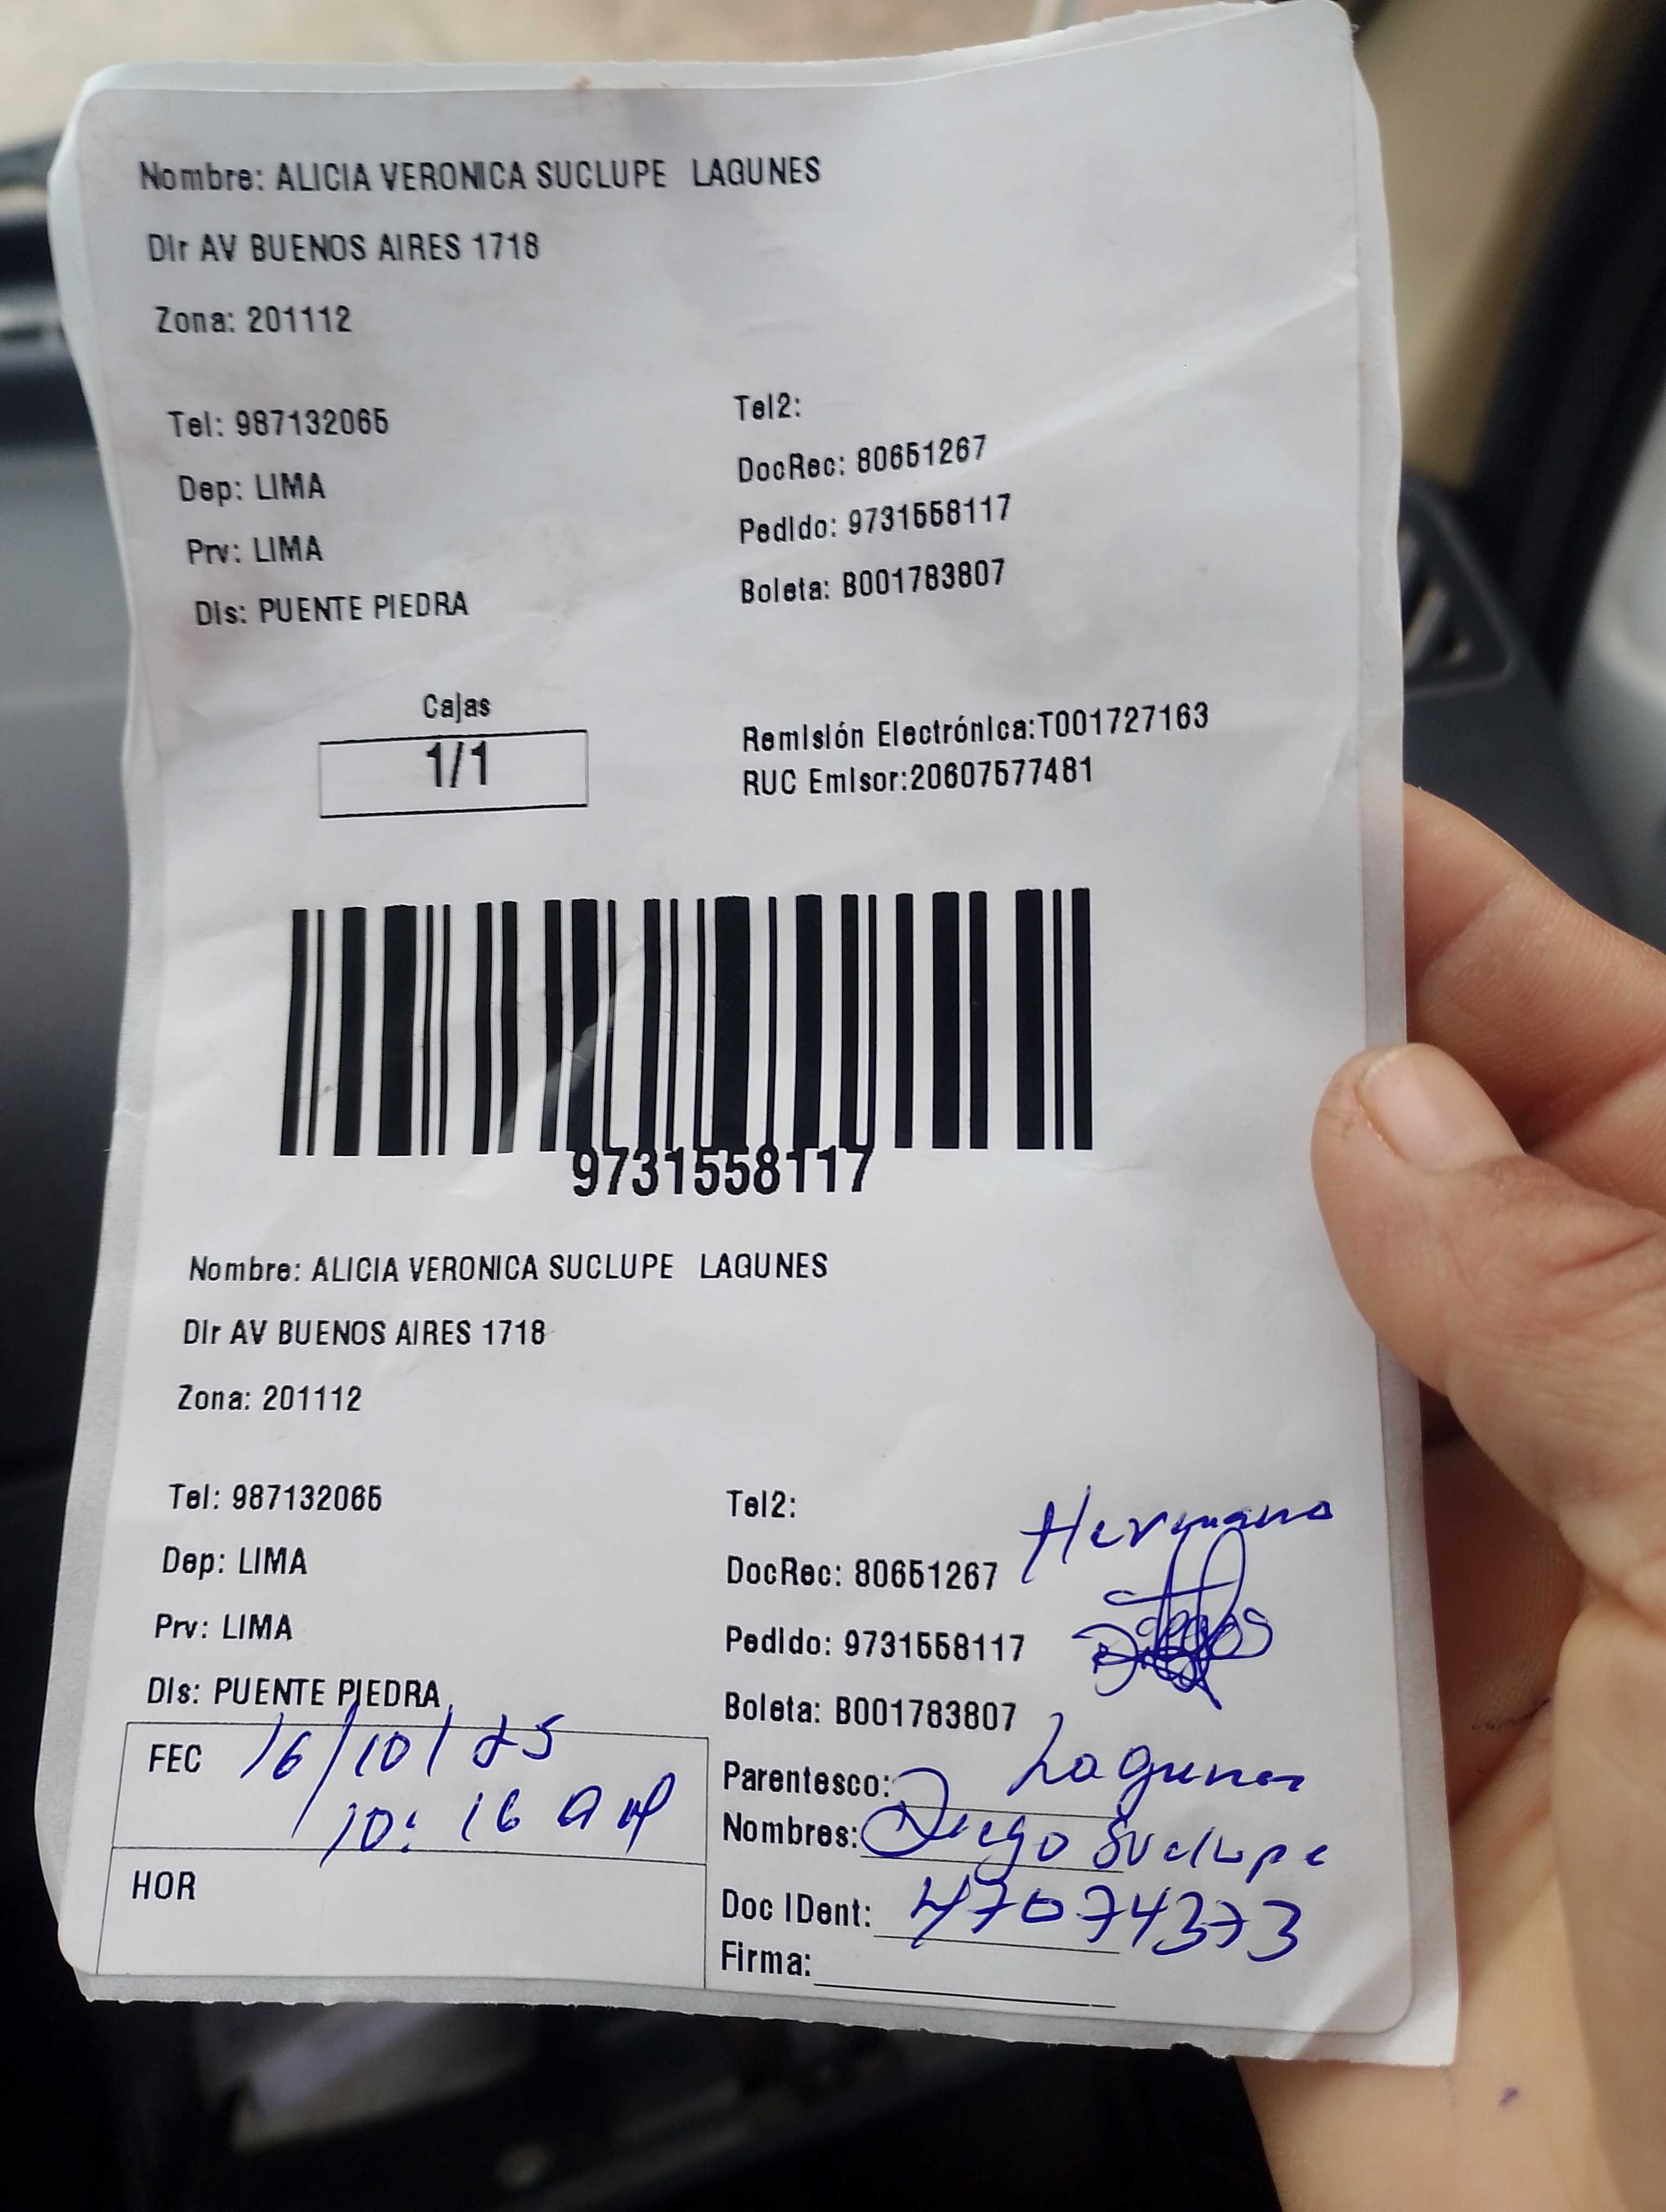 Nombre: ALICIA VERONICA SUCLUPE LAGUNES
Dir AV BUENOS AIRES 1718
Zona: 201112
Tel: 987132065
Tel2:
Dep: LIMA
DocRec: 80651267
Prv: LIMA
Pedido: 9731558117
Dis: PUENTE PIEDRA
Boleta: B001783807
Cajas
1/1
Remisión Electrónica:T001727163
RUC Emisor:20607577481
9731558117
Nombre: ALICIA VERONICA SUCLUPE LAGUNES
Dir AV BUENOS AIRES 1718
Zona: 201112
Tel: 987132065
Tel2:
Hermano
Dep: LIMA
DocRec: 80651267
Prv: LIMA
Pedido: 9731558117
Dis: PUENTE PIEDRA
Boleta: B001783807
FEC 16/10/25
10:16 am
HOR
Parentesco: Lagunes
Nombres: Diego Suclupe
Doc IDent: 47074373
Firma: